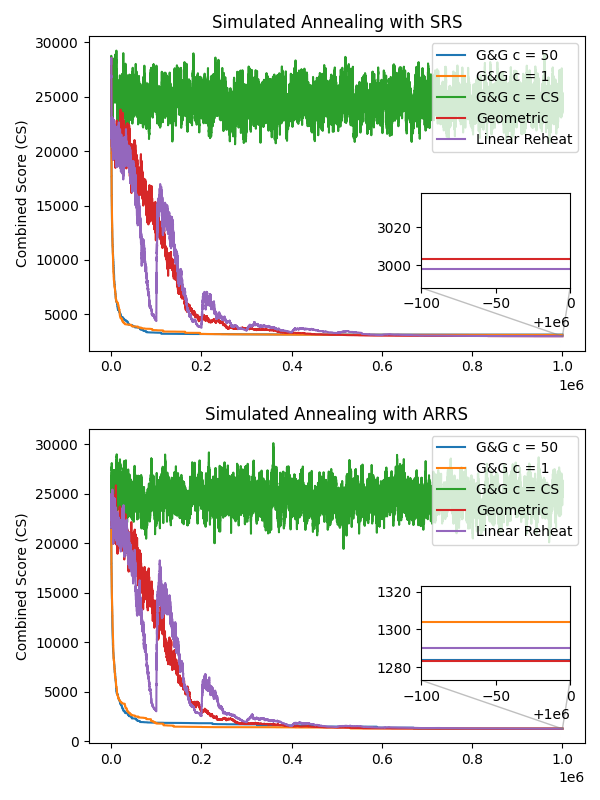 Simulated Annealing with SRS
30000
25000
20000
15000
10000
5000
Combined Score (CS)
G&G c = 50
G&G c = 1
G&G c = CS
Geometric
Linear Reheat
3020
3000
−100 −50 0
+1e6
0.0 0.2 0.4 0.6 0.8 1.0
1e6
Simulated Annealing with ARRS
30000
25000
20000
15000
10000
5000
0
Combined Score (CS)
G&G c = 50
G&G c = 1
G&G c = CS
Geometric
Linear Reheat
1320
1300
1280
−100 −50 0
+1e6
0.0 0.2 0.4 0.6 0.8 1.0
1e6